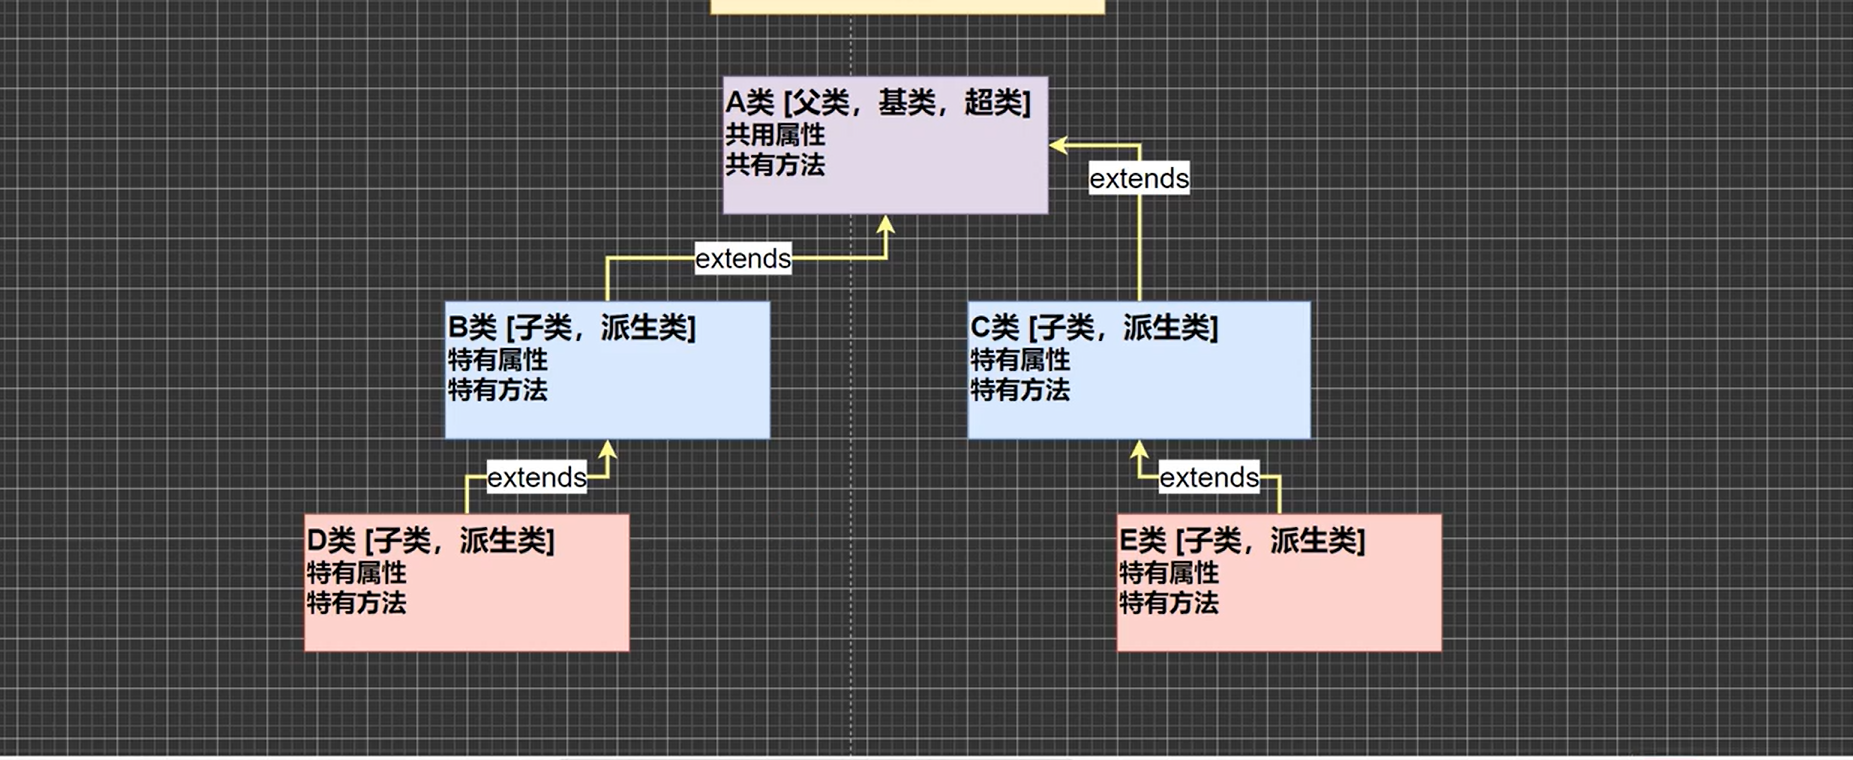 A类 [父类，基类，超类]
共用属性
共有方法
extends
extends
B类 [子类，派生类]
特有属性
特有方法
C类 [子类，派生类]
特有属性
特有方法
extends
extends
D类 [子类，派生类]
特有属性
特有方法
E类 [子类，派生类]
特有属性
特有方法